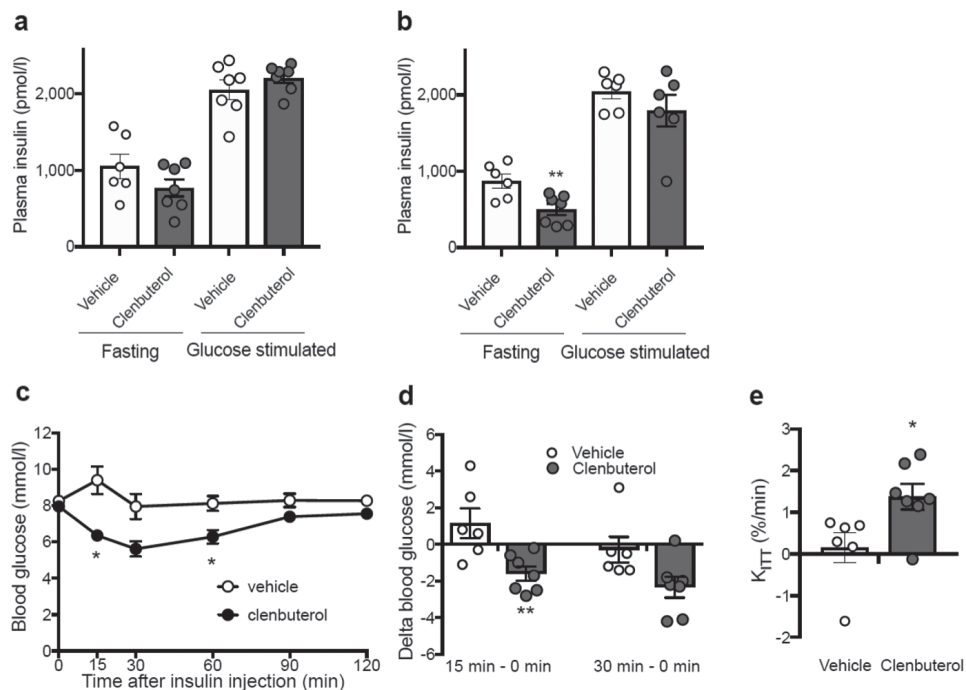 a
Plasma insulin (pmol/l)
2,000
1,000
0
Vehicle
Clenbuterol
Vehicle
Clenbuterol
Fasting
Glucose stimulated
b
Plasma insulin (pmol/l)
2,000
1,000
0
**
Vehicle
Clenbuterol
Vehicle
Clenbuterol
Fasting
Glucose stimulated
c
Blood glucose (mmol/l)
12
10
8
6
4
2
0
*
*
vehicle
clenbuterol
0 15 30 60 90 120
Time after insulin injection (min)
d
Delta blood glucose (mmol/l)
6
4
2
0
-2
-4
-6
Vehicle
Clenbuterol
**
15 min - 0 min
30 min - 0 min
e
K_ITT (%/min)
3
2
1
0
-1
-2
*
Vehicle Clenbuterol